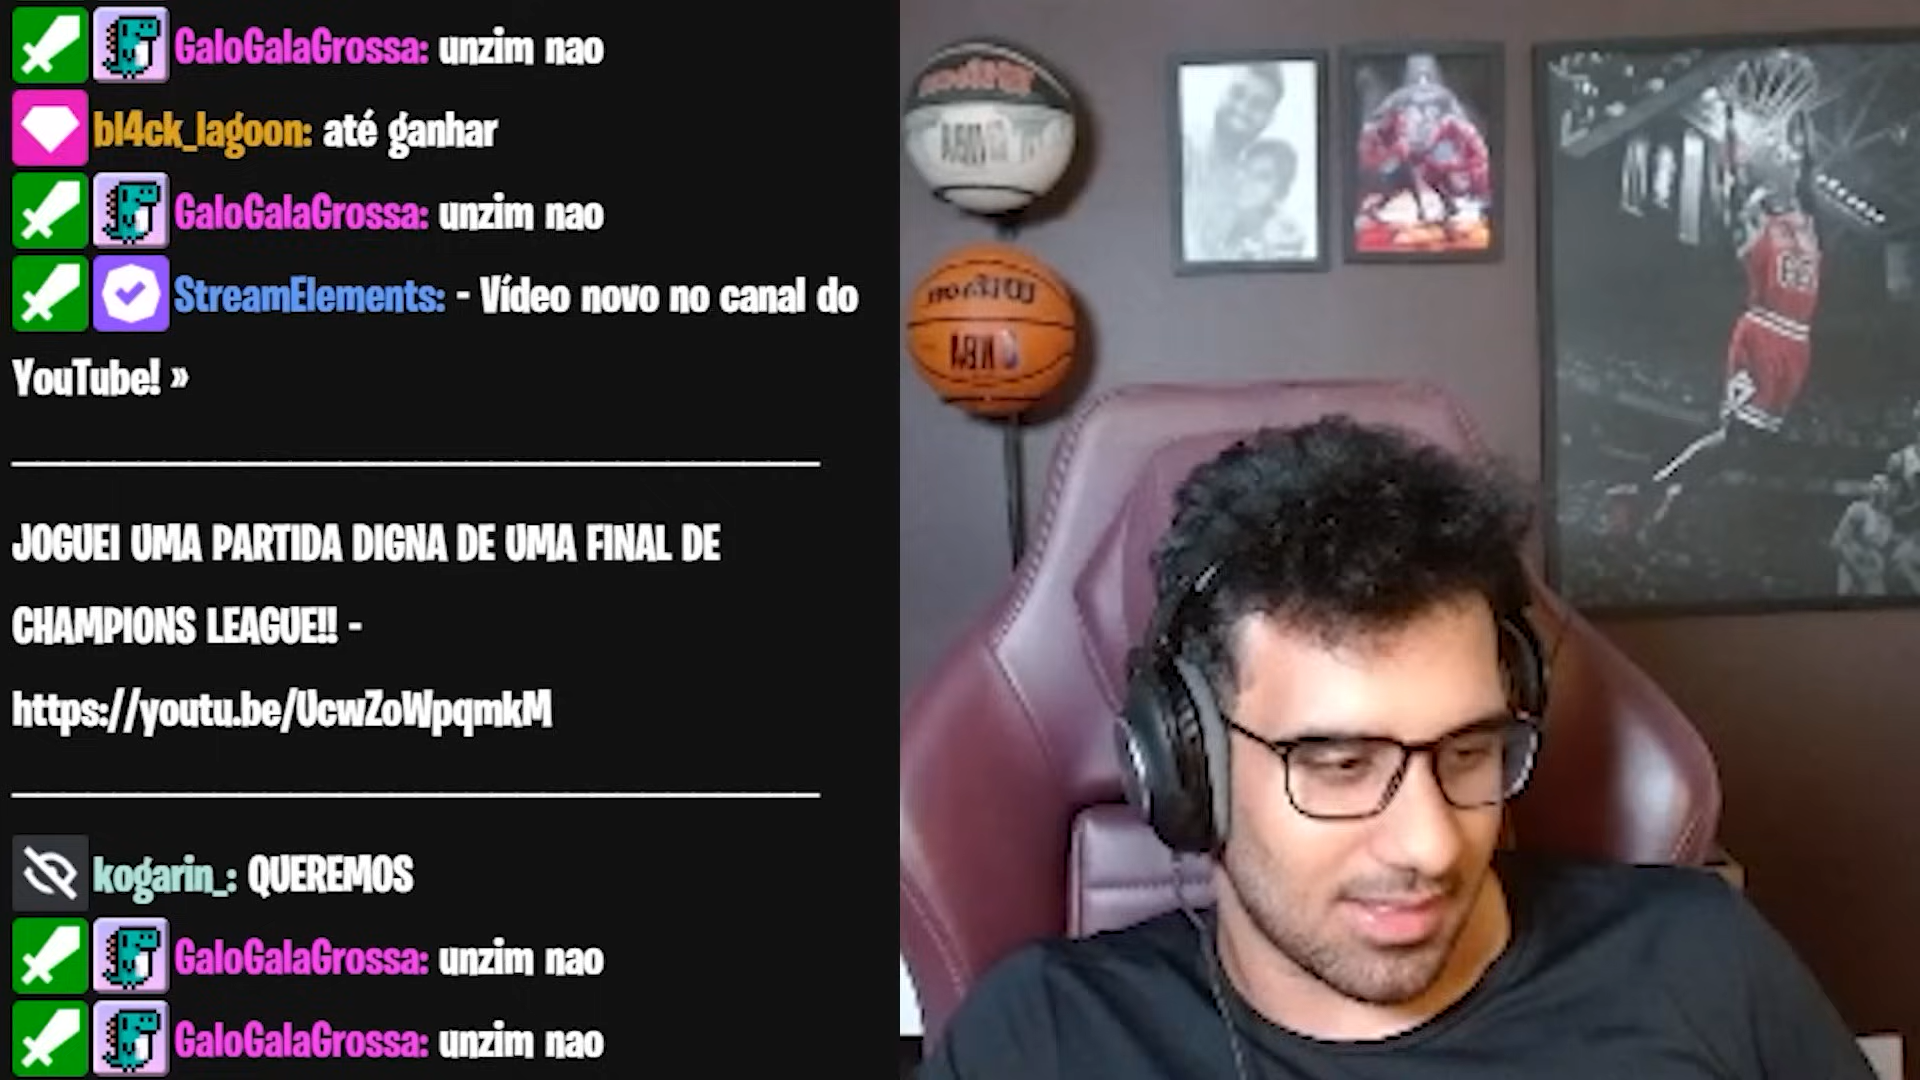 GaloGalaGrossa: unzim nao
bl4ck_lagoon: até ganhar
GaloGalaGrossa: unzim nao
StreamElements: - Vídeo novo no canal do
YouTube! »
JOGUEI UMA PARTIDA DIGNA DE UMA FINAL DE
CHAMPIONS LEAGUE!! -
https://youtu.be/UcwZoWpqmkM
kogarin_: QUEREMOS
GaloGalaGrossa: unzim nao
GaloGalaGrossa: unzim nao